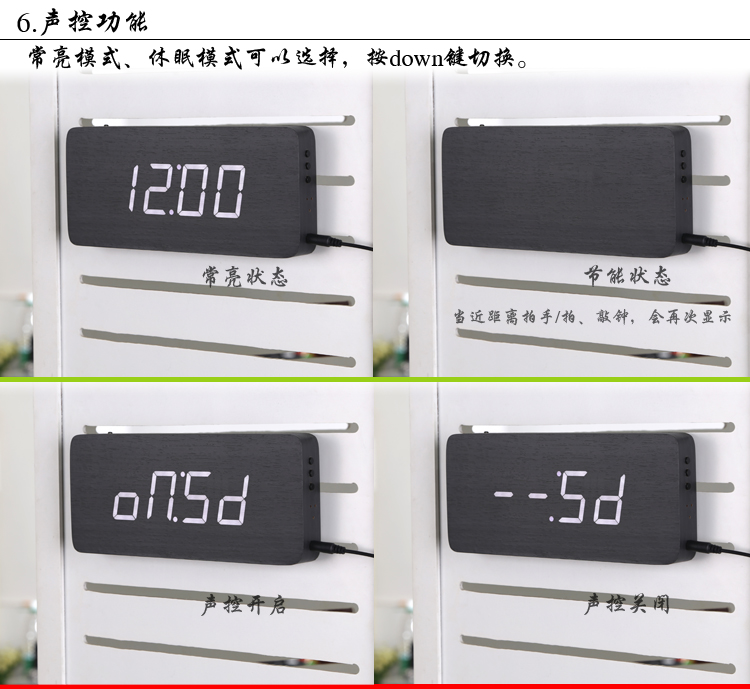 6.声控功能
常亮模式、休眠模式可以选择，按down键切换。
12:00
常亮状态
节能状态
当近距离拍手/拍、敲钟，会再次显示
on:Sd
声控开启
--:Sd
声控关闭